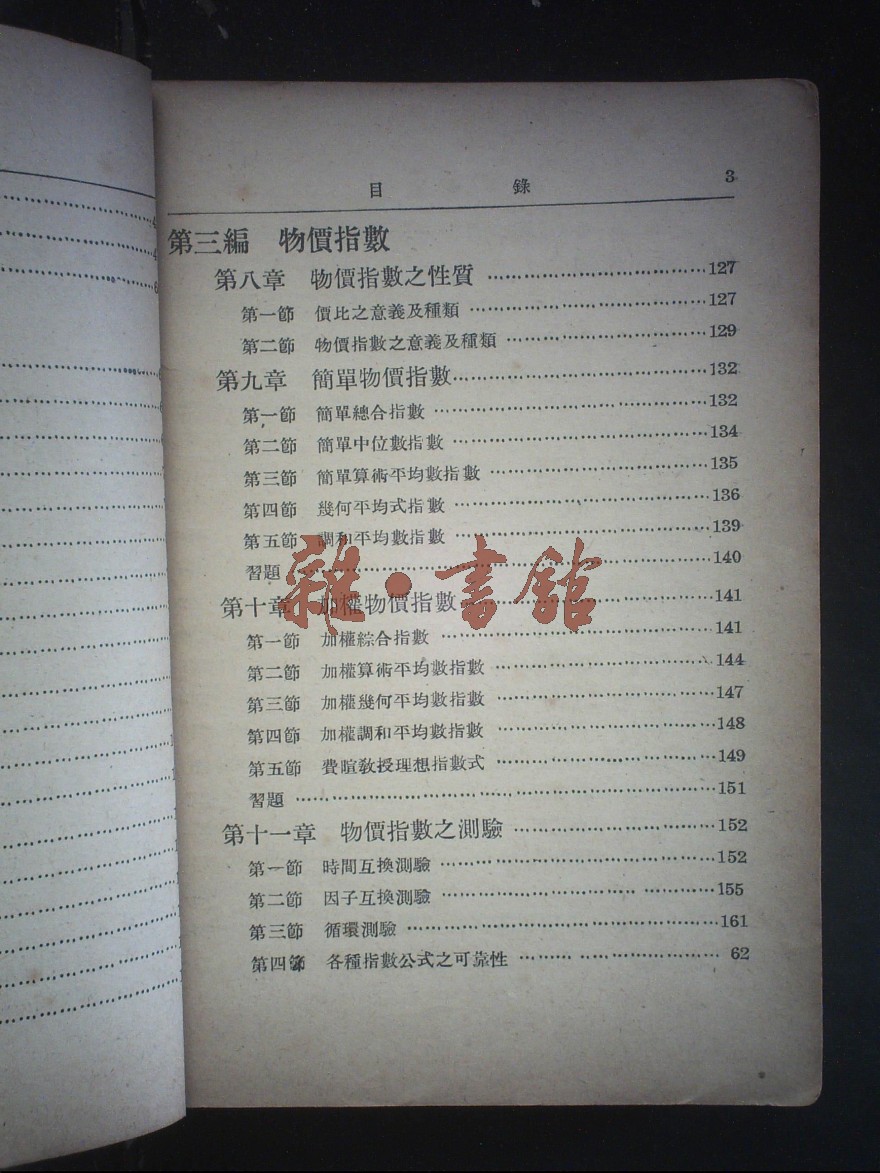 目 錄 3
第三編 物價指數
第八章 物價指數之性質 ……………………………127
第一節 價比之意義及種類 ……………………………127
第二節 物價指數之意義及種類 ……………………………129
第九章 簡單物價指數……………………………132
第一節 簡單總合指數 ……………………………132
第二節 簡單中位數指數 ……………………………134
第三節 簡單算術平均數指數 ……………………………135
第四節 幾何平均式指數 ……………………………136
第五節 調和平均數指數 ……………………………139
習題 ……………………………140
雜·書館
第十章 加權物價指數 ……………………………141
第一節 加權綜合指數 ……………………………141
第二節 加權算術平均數指數 ……………………………144
第三節 加權幾何平均數指數 ……………………………147
第四節 加權調和平均數指數 ……………………………148
第五節 費暄敎授理想指數式 ……………………………149
習題 ……………………………151
第十一章 物價指數之測驗 ……………………………152
第一節 時間互換測驗 ……………………………152
第二節 因子互換測驗 ……………………………155
第三節 循環測驗 ……………………………161
第四節 各種指數公式之可靠性 …………………… 62